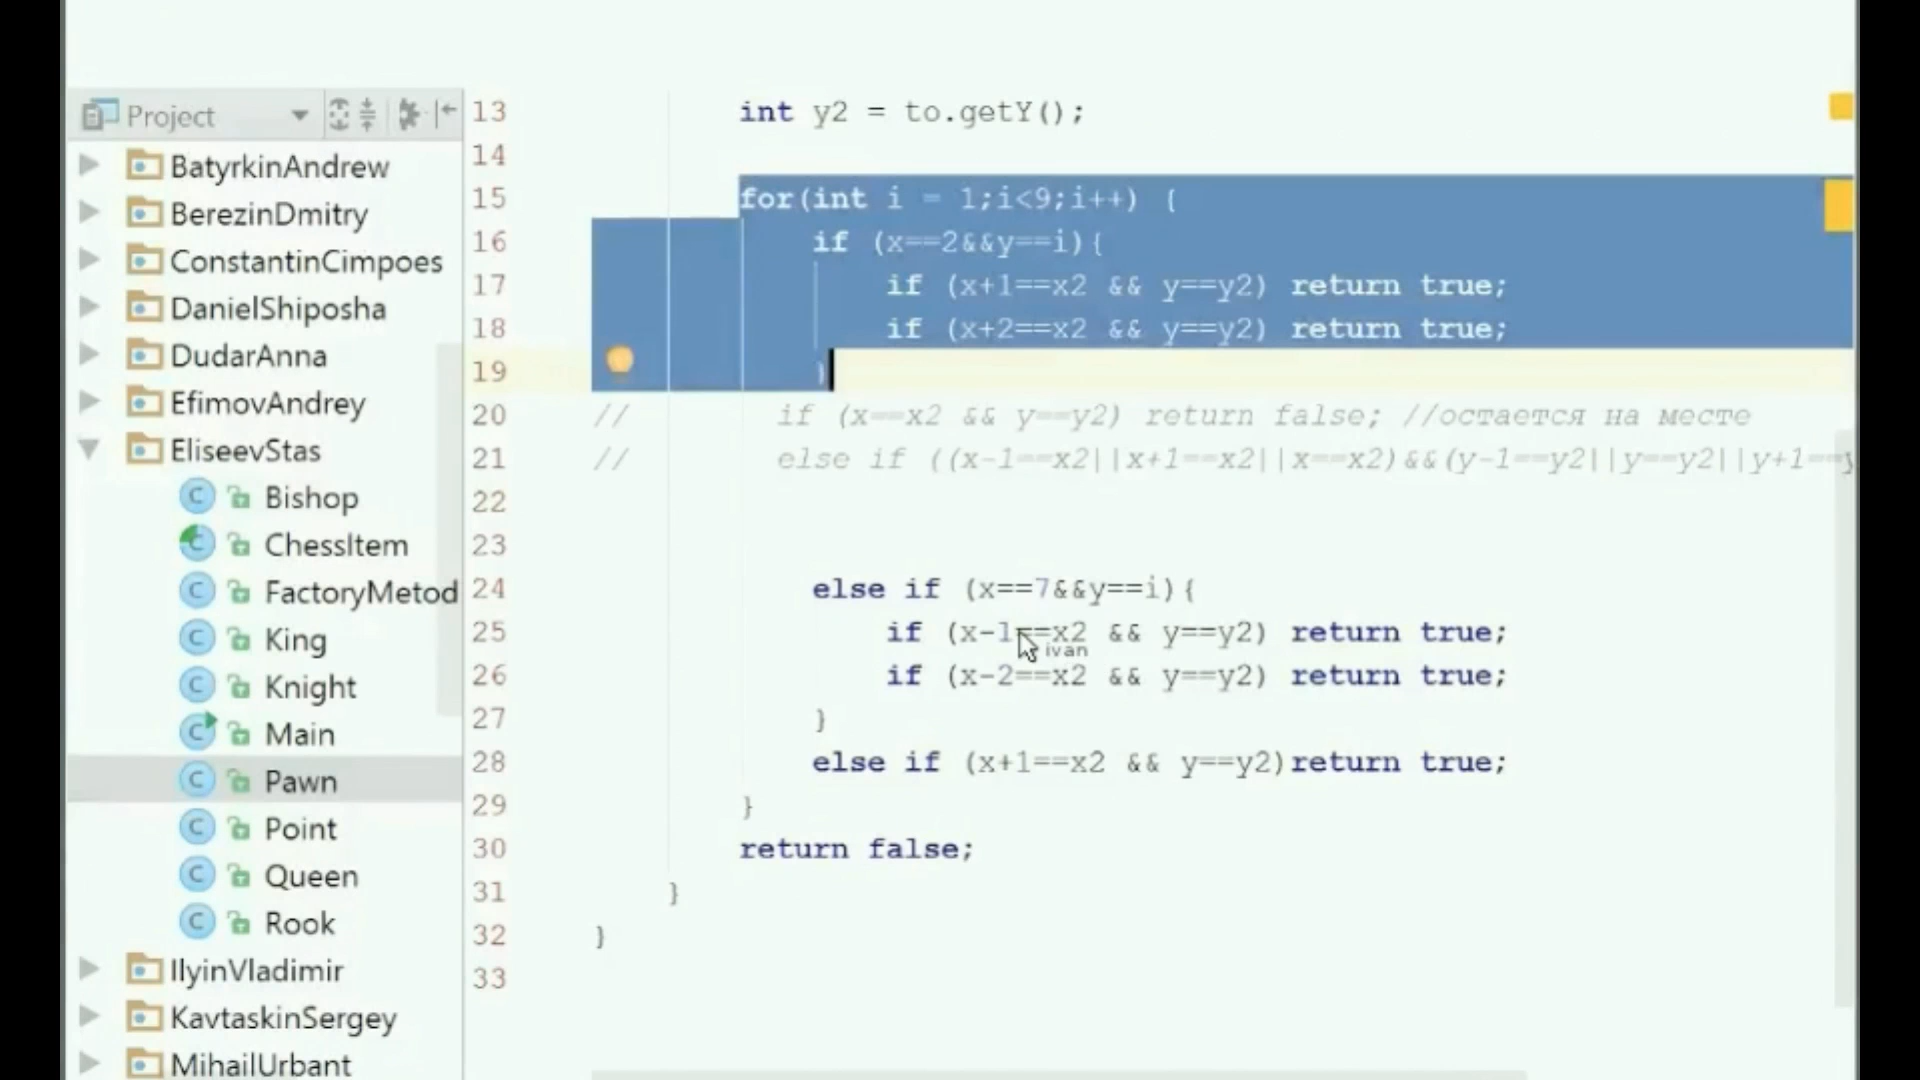 Project
BatyrkinAndrew
BerezinDmitry
ConstantinCimpoes
DanielShiposha
DudarAnna
EfimovAndrey
EliseevStas
Bishop
ChessItem
FactoryMetod
King
Knight
Main
Pawn
Point
Queen
Rook
IlyinVladimir
KavtaskinSergey
MihailUrbant
13 int y2 = to.getY();
14
15 for(int i = 1;i<9;i++) {
16 if (x==2&&y==i){
17 if (x+1==x2 && y==y2) return true;
18 if (x+2==x2 && y==y2) return true;
19 }
20 // if (x==x2 && y==y2) return false; //остается на месте
21 // else if ((x-1==x2||x+1==x2||x==x2)&&(y-1==y2||y==y2||y+1==y
22
23
24 else if (x==7&&y==i){
25 if (x-1==x2 && y==y2) return true;
ivan
26 if (x-2==x2 && y==y2) return true;
27 }
28 else if (x+1==x2 && y==y2)return true;
29 }
30 return false;
31 }
32 }
33